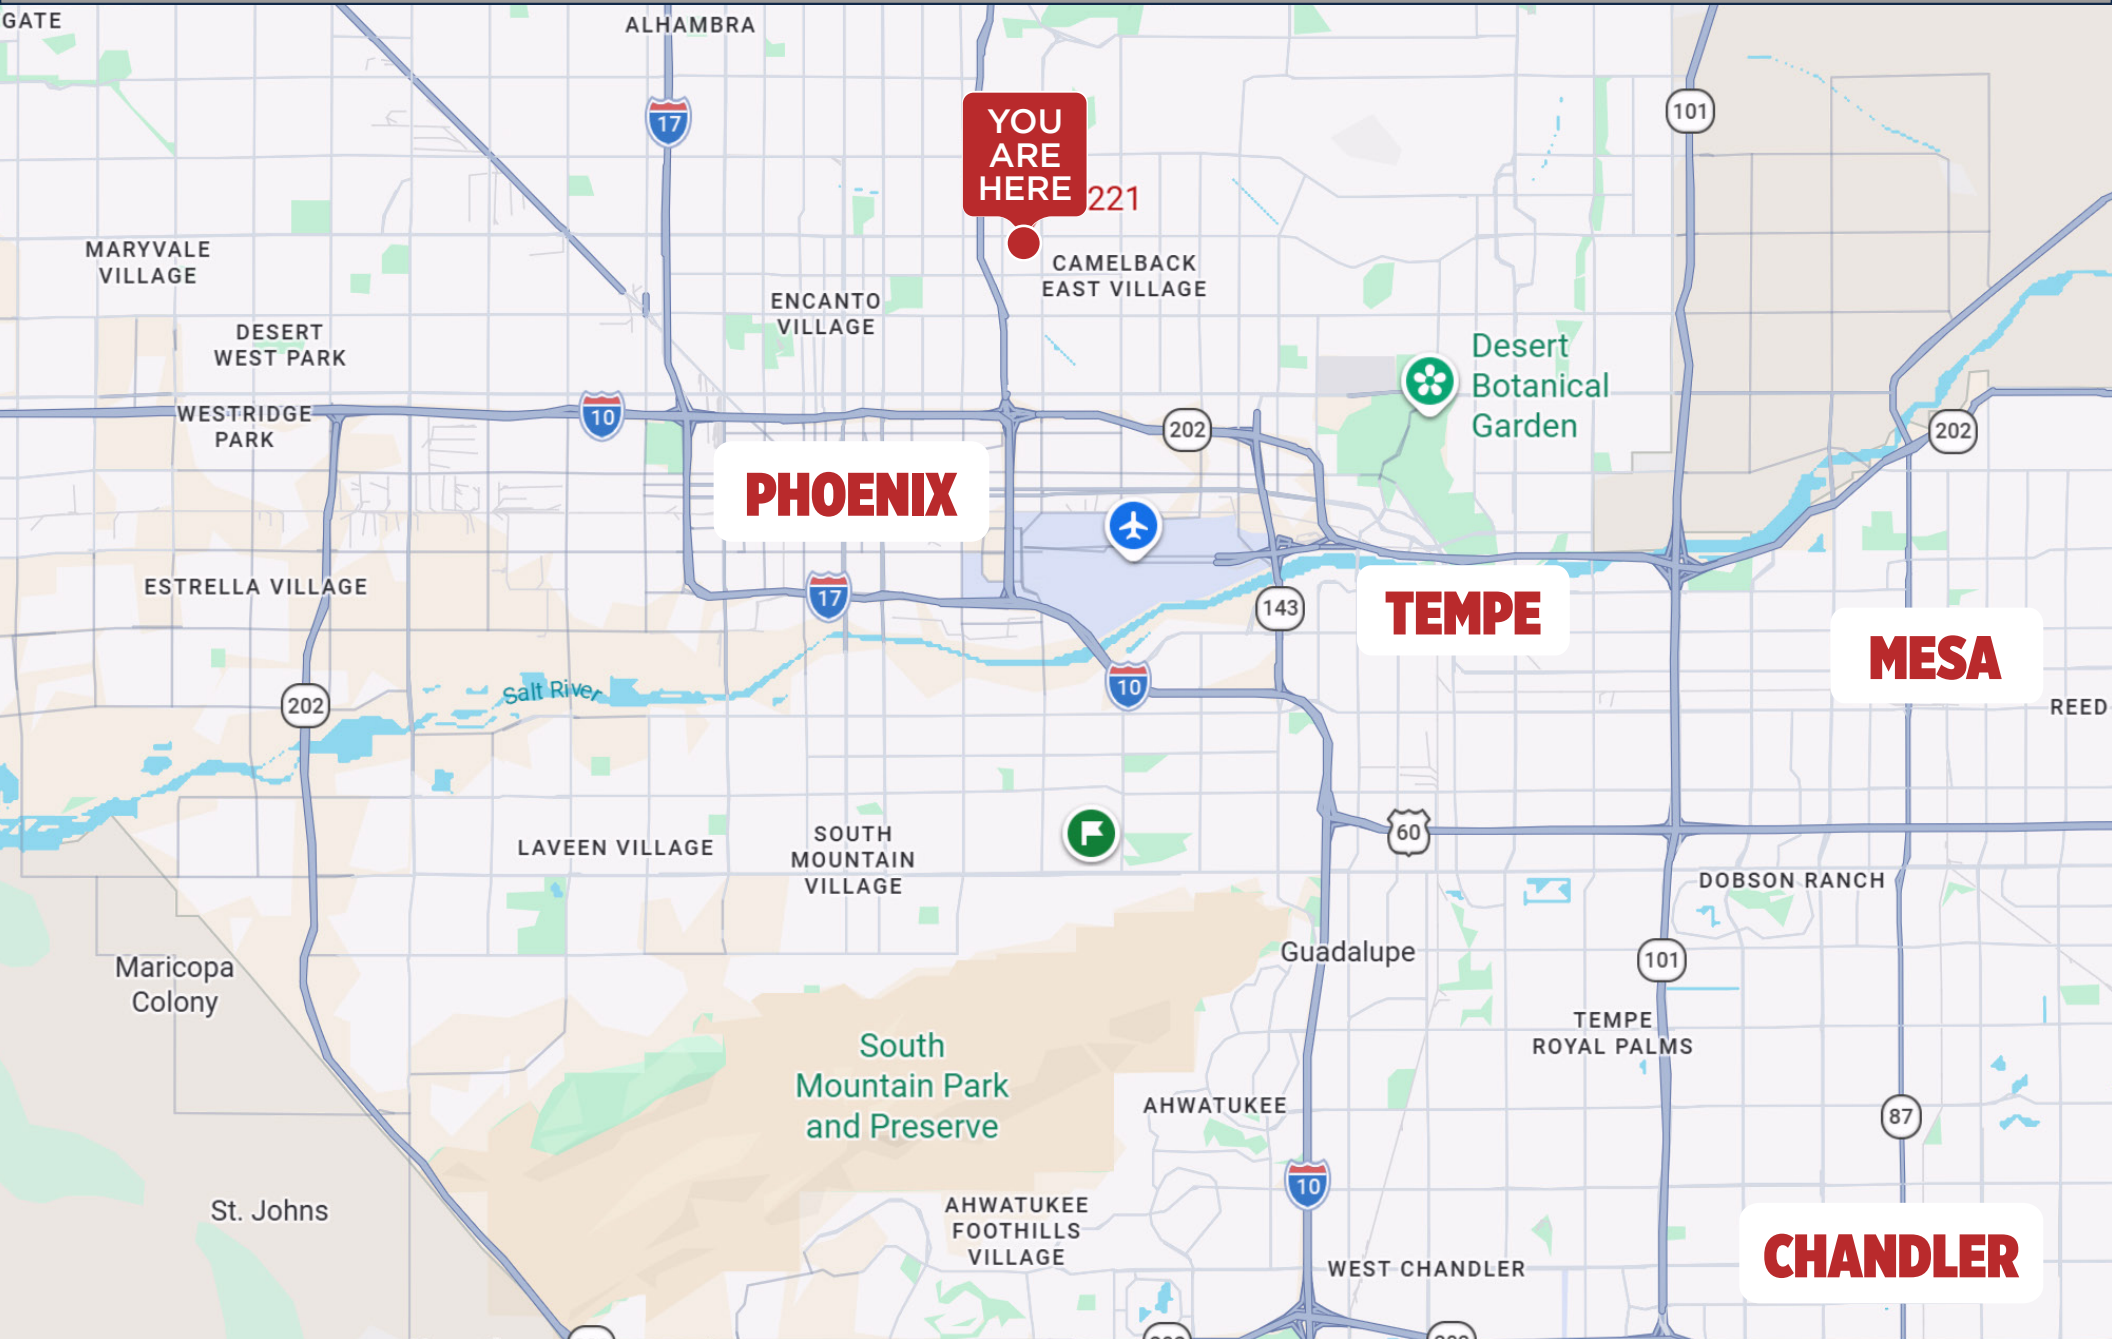 GATE
ALHAMBRA
17
101
YOU
ARE
HERE
221
MARYVALE
VILLAGE
CAMELBACK
EAST VILLAGE
ENCANTO
VILLAGE
DESERT
WEST PARK
Desert
Botanical
Garden
WESTRIDGE
PARK
10
202
202
PHOENIX
ESTRELLA VILLAGE
17
143
TEMPE
MESA
Salt River
202
10
REED
60
LAVEEN VILLAGE
SOUTH
MOUNTAIN
VILLAGE
DOBSON RANCH
Guadalupe
101
Maricopa
Colony
TEMPE
ROYAL PALMS
South
Mountain Park
and Preserve
AHWATUKEE
87
10
St. Johns
AHWATUKEE
FOOTHILLS
VILLAGE
WEST CHANDLER
CHANDLER